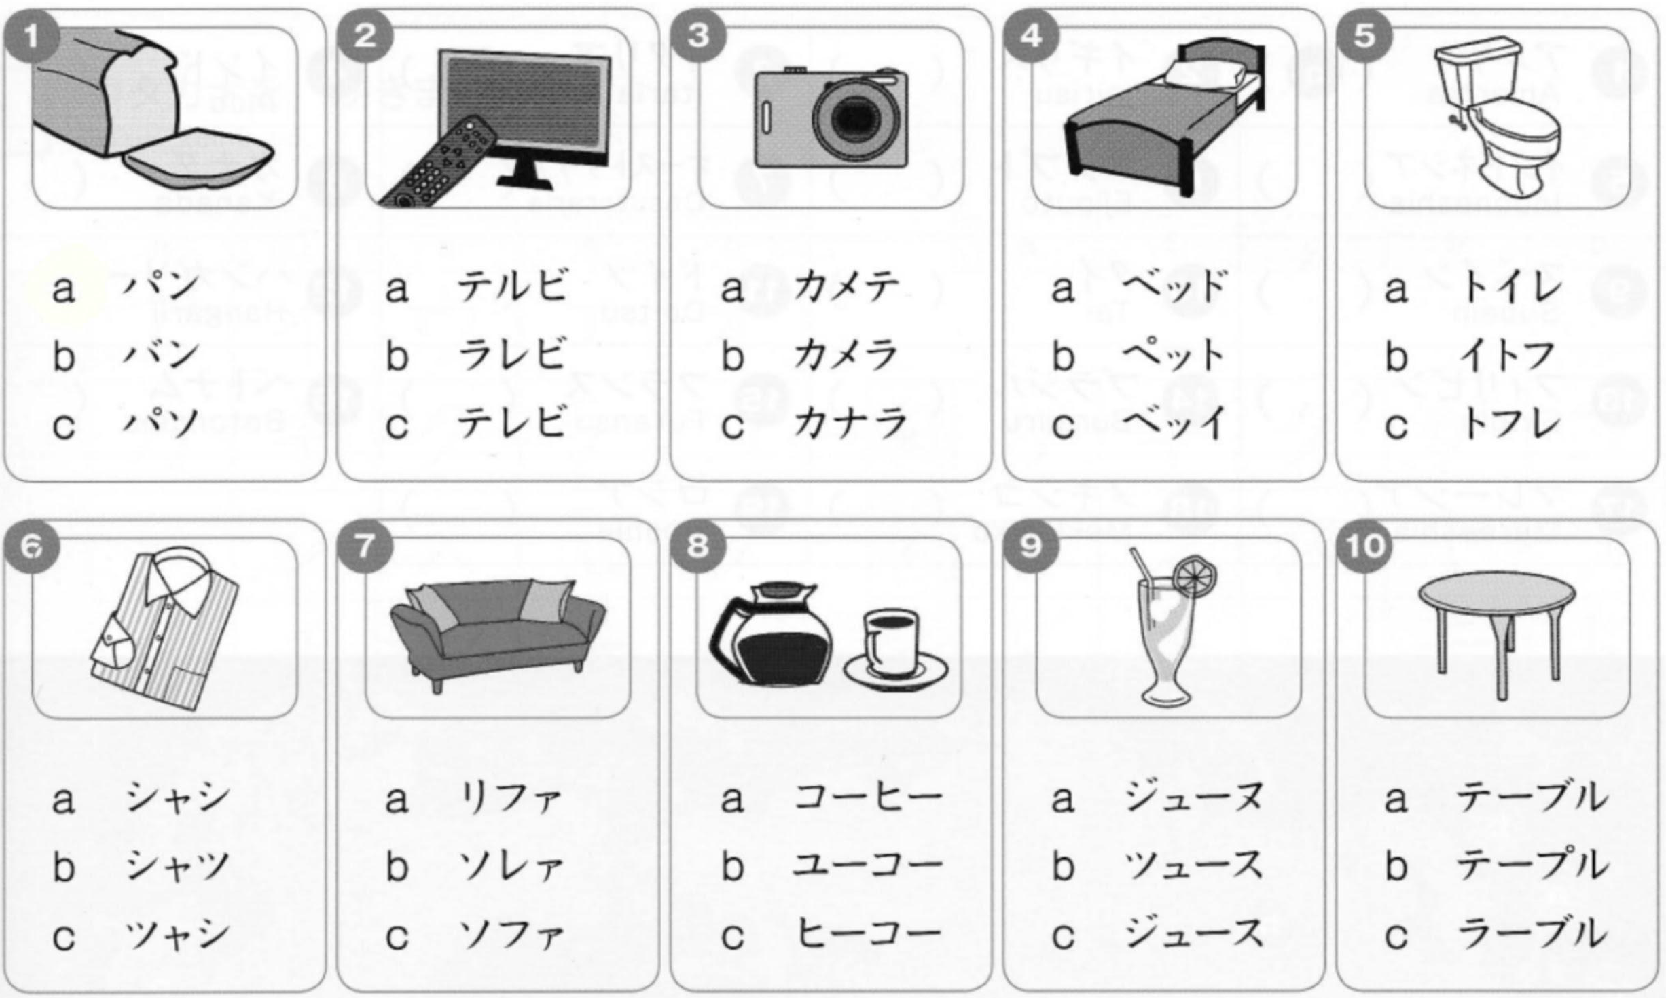 1
a パン
b バン
c パソ
2
a テルビ
b ラレビ
c テレビ
3
a カメテ
b カメラ
c カナラ
4
a ベッド
b ペット
c ベッイ
5
a トイレ
b イトフ
c トフレ
6
a シャシ
b シャツ
c ツャシ
7
a リファ
b ソレァ
c ソファ
8
a コーヒー
b ユーコー
c ヒーコー
9
a ジューヌ
b ツュース
c ジュース
10
a テーブル
b テープル
c ラーブル